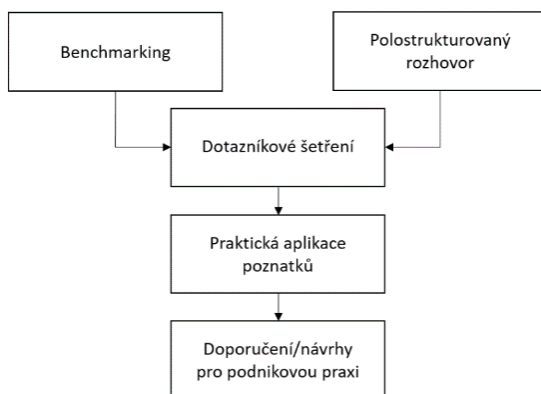 Benchmarking
Polostrukturovaný
rozhovor
Dotazníkové šetření
Praktická aplikace
poznatků
Doporučení/návrhy
pro podnikovou praxi